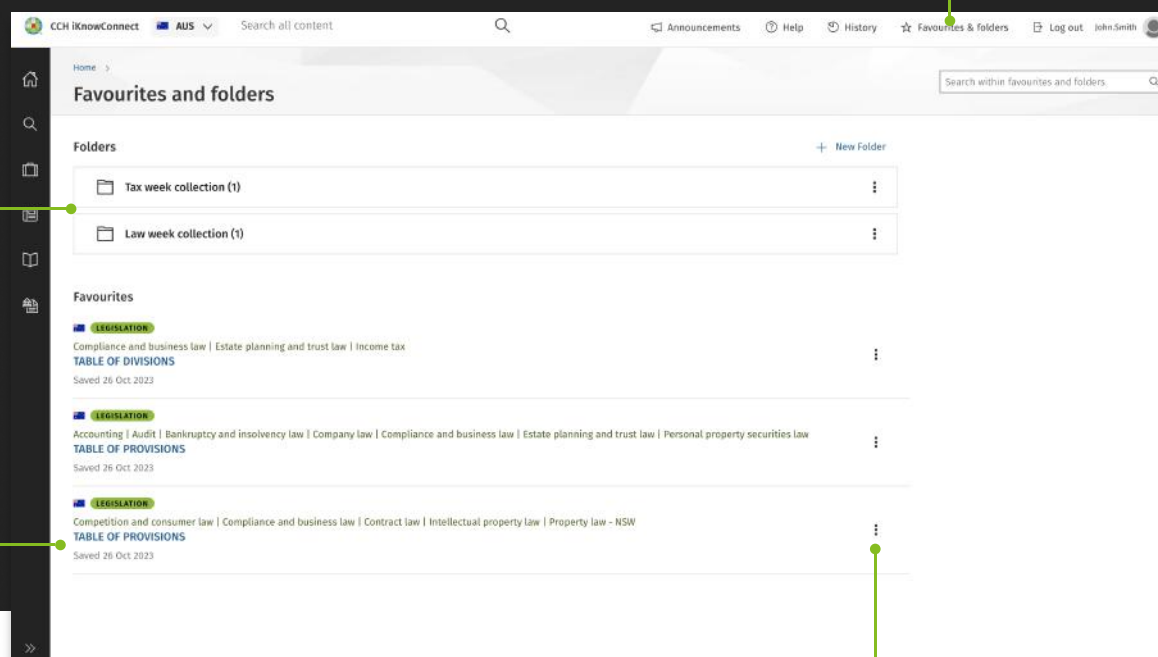 CCH iKnowConnect AUS Search all content Announcements Help History Favourites & folders Log out John.Smith
Home
Favourites and folders
Search within favourites and folders
Folders
New Folder
Tax week collection (1)
Law week collection (1)
Favourites
LEGISLATION
Compliance and business law | Estate planning and trust law | Income tax
TABLE OF DIVISIONS
Saved 26 Oct 2023
LEGISLATION
Accounting | Audit | Bankruptcy and insolvency law | Company law | Compliance and business law | Estate planning and trust law | Personal property securities law
TABLE OF PROVISIONS
Saved 26 Oct 2023
LEGISLATION
Competition and consumer law | Compliance and business law | Contract law | Intellectual property law | Property law - NSW
TABLE OF PROVISIONS
Saved 26 Oct 2023